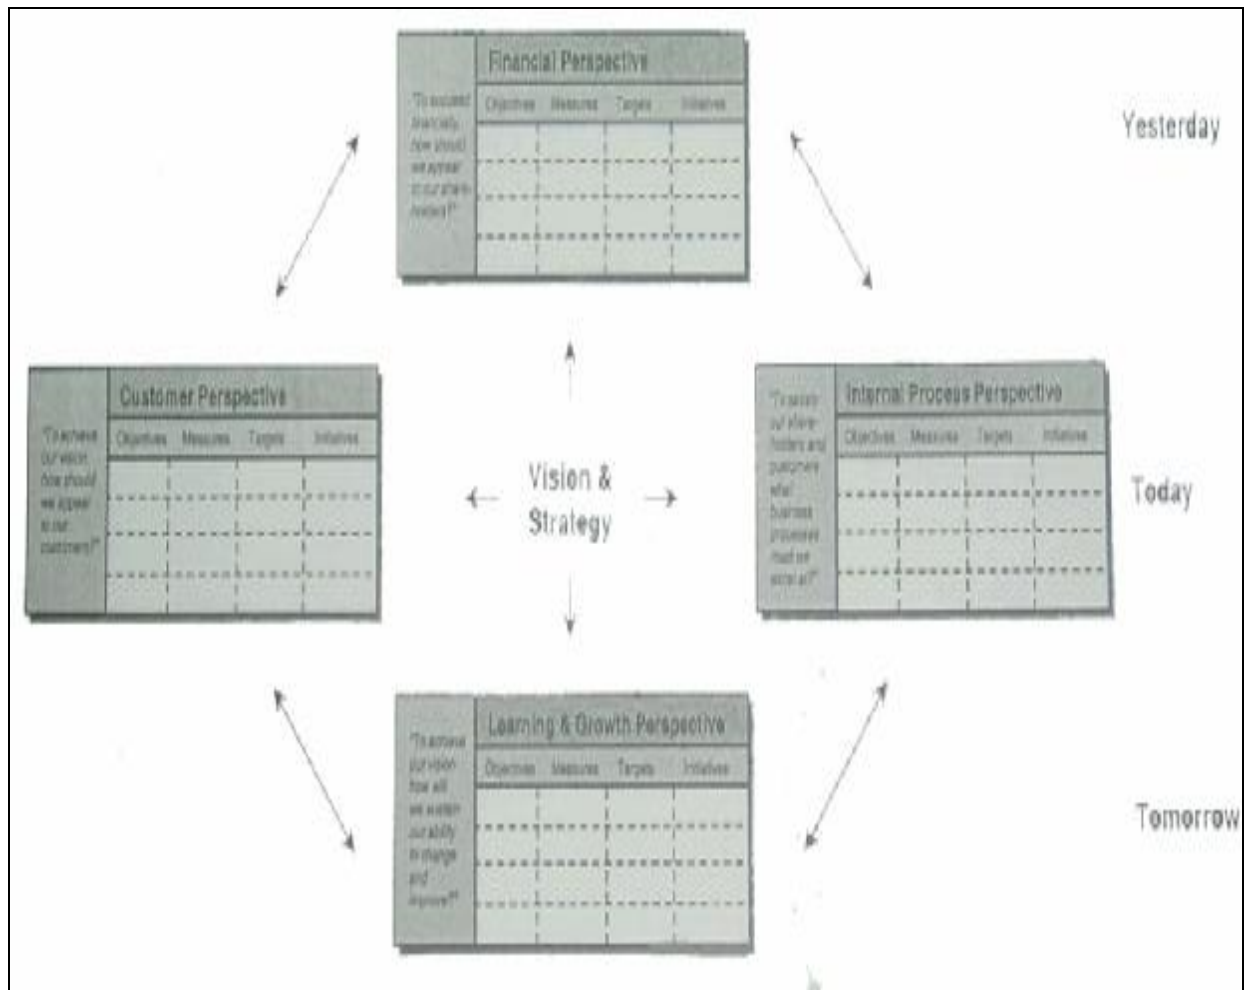 Financial Perspective
"To succeed
financially,
how should
we appear
to our share-
holders?"
Objectives Measures Targets Initiatives
Yesterday
Customer Perspective
"To achieve
our vision,
how should
we appear
to our
customers?"
Objectives Measures Targets Initiatives
Vision &
Strategy
Internal Process Perspective
"To satisfy
our share-
holders and
customers
what
business
processes
must we
excel at?"
Objectives Measures Targets Initiatives
Today
Learning & Growth Perspective
"To achieve
our vision
how will
we sustain
our ability
to change
and
improve?"
Objectives Measures Targets Initiatives
Tomorrow